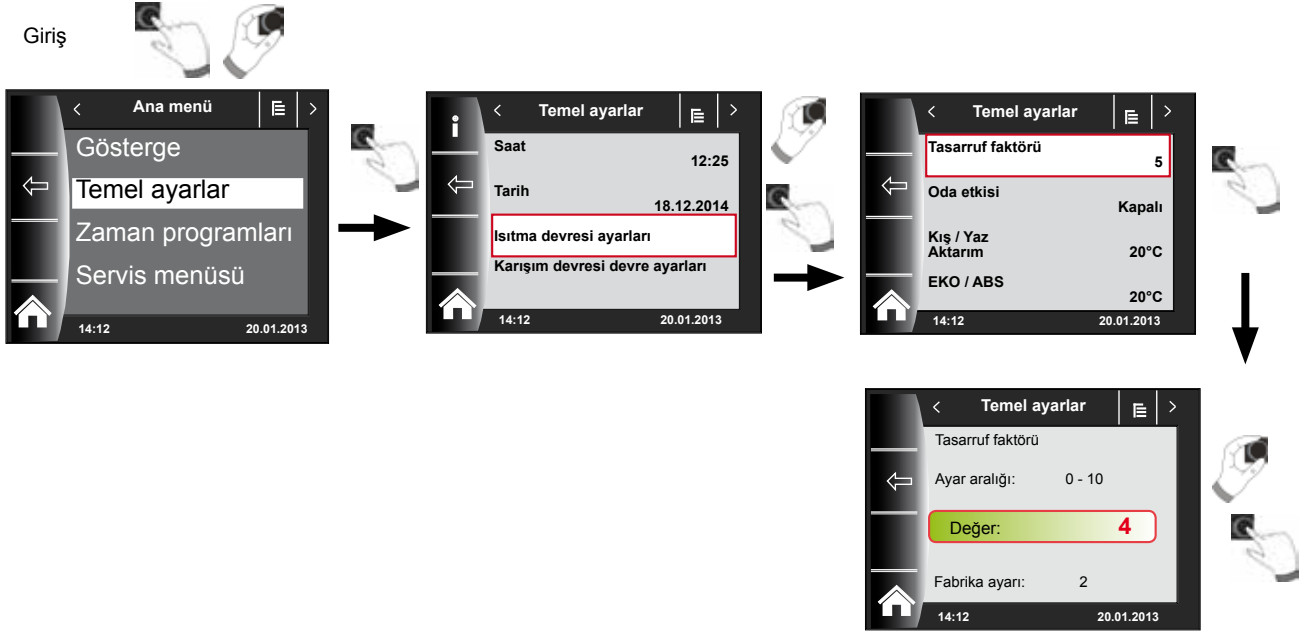 Giriş
Ana menü
Gösterge
Temel ayarlar
Zaman programları
Servis menüsü
14:12 20.01.2013
Temel ayarlar
Saat
12:25
Tarih
18.12.2014
Isıtma devresi ayarları
Karışım devresi devre ayarları
14:12 20.01.2013
Temel ayarlar
Tasarruf faktörü
5
Oda etkisi
Kapalı
Kış / Yaz
Aktarım 20°C
EKO / ABS
20°C
14:12 20.01.2013
Temel ayarlar
Tasarruf faktörü
Ayar aralığı: 0 - 10
Değer: 4
Fabrika ayarı: 2
14:12 20.01.2013